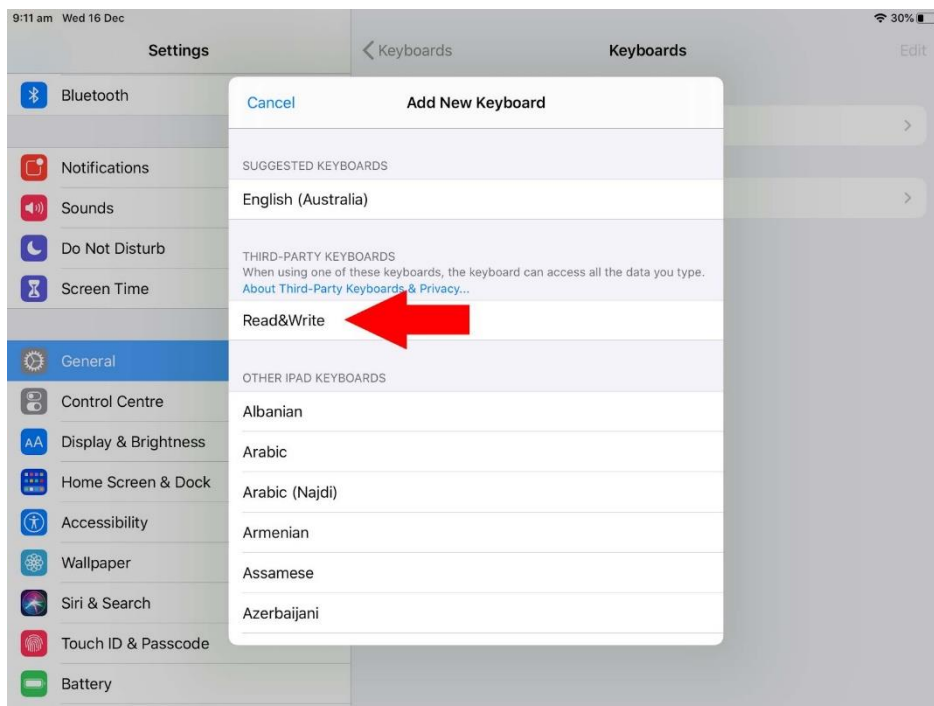 9:11 am Wed 16 Dec 30%
Settings
Keyboards
Keyboards
Edit
Bluetooth
Notifications
Sounds
Do Not Disturb
Screen Time
General
Control Centre
Display & Brightness
AA
Home Screen & Dock
Accessibility
Wallpaper
Siri & Search
Touch ID & Passcode
Battery
Cancel
Add New Keyboard
SUGGESTED KEYBOARDS
English (Australia)
THIRD-PARTY KEYBOARDS
When using one of these keyboards, the keyboard can access all the data you type.
About Third-Party Keyboards & Privacy...
Read&Write
OTHER IPAD KEYBOARDS
Albanian
Arabic
Arabic (Najdi)
Armenian
Assamese
Azerbaijani